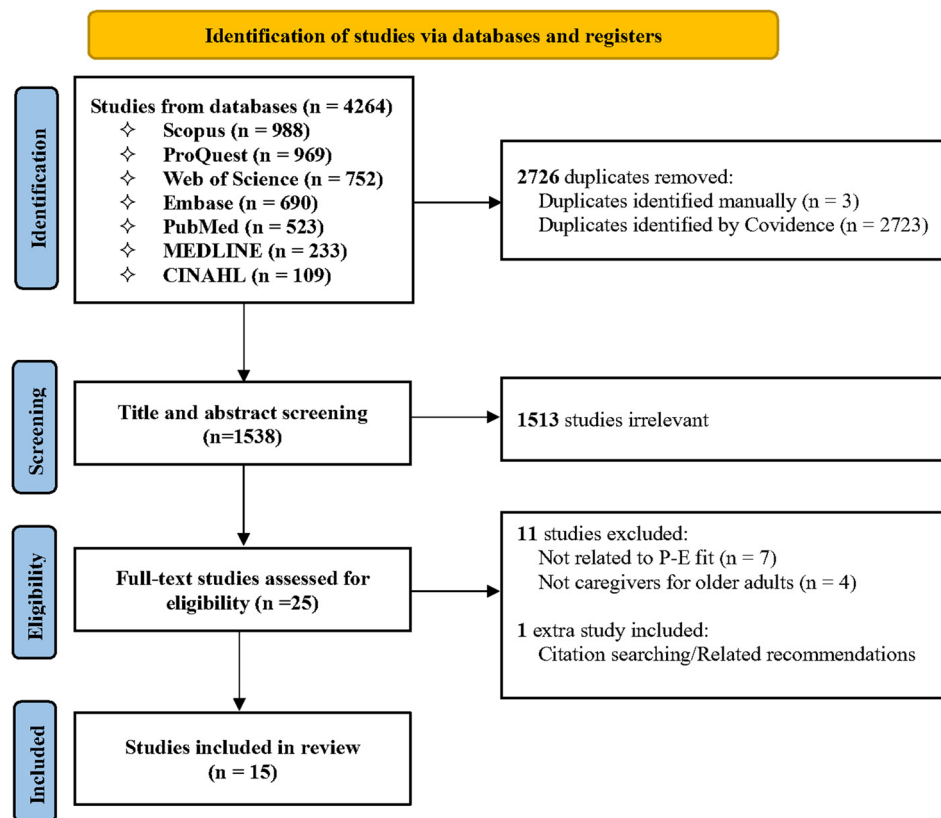 Identification of studies via databases and registers
Identification
Studies from databases (n = 4264)
✧ Scopus (n = 988)
✧ ProQuest (n = 969)
✧ Web of Science (n = 752)
✧ Embase (n = 690)
✧ PubMed (n = 523)
✧ MEDLINE (n = 233)
✧ CINAHL (n = 109)
2726 duplicates removed:
Duplicates identified manually (n = 3)
Duplicates identified by Covidence (n = 2723)
Screening
Title and abstract screening
(n=1538)
1513 studies irrelevant
Eligibility
Full-text studies assessed for
eligibility (n =25)
11 studies excluded:
Not related to P-E fit (n = 7)
Not caregivers for older adults (n = 4)
1 extra study included:
Citation searching/Related recommendations
Included
Studies included in review
(n = 15)